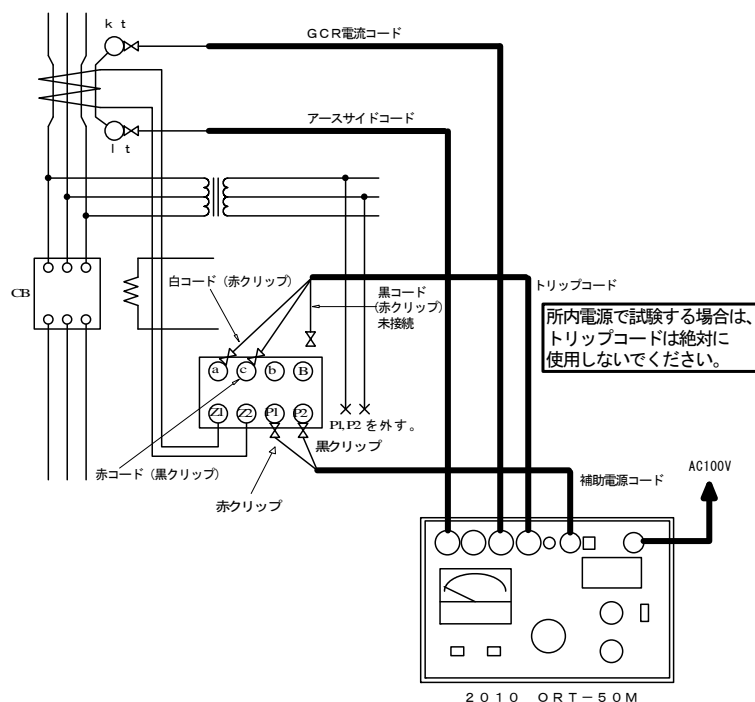 k t
GCR電流コード
アースサイドコード
l t
CB
白コード（赤クリップ）
黒コード
（赤クリップ）
未接続
トリップコード
所内電源で試験する場合は、
トリップコードは絶対に
使用しないでください。
a c b B
Z1 Z2 P1 P2
P1,P2 を外す。
黒クリップ
赤コード（黒クリップ）
赤クリップ
補助電源コード
AC100V
2010 ORT-50M